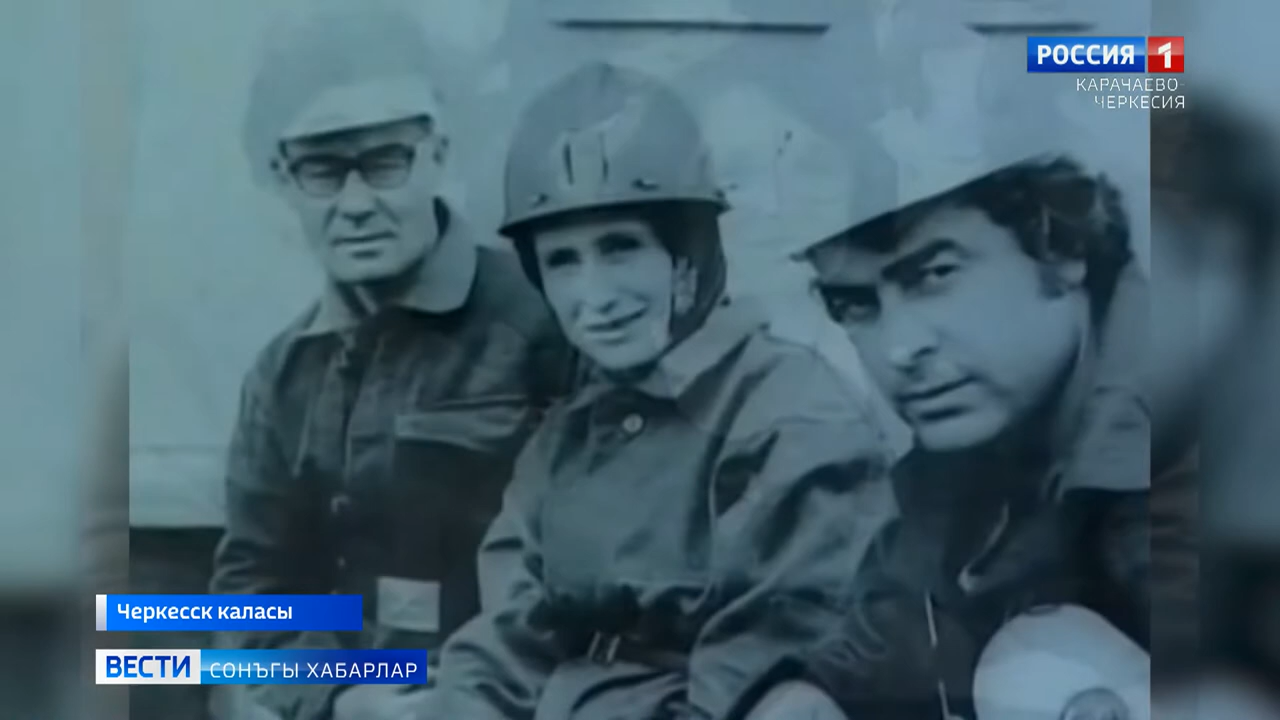 РОССИЯ 1
КАРАЧАЕВО-
ЧЕРКЕСИЯ
Черкесск каласы
ВЕСТИ СОНЪГЫ ХАБАРЛАР